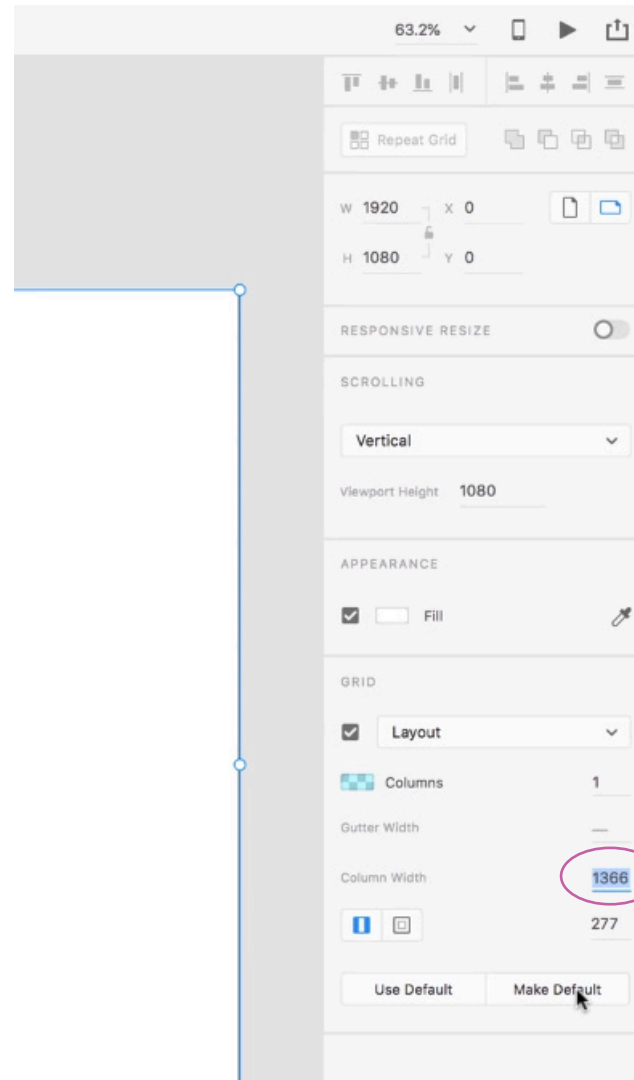 63.2%
Repeat Grid
W 1920 X 0
H 1080 Y 0
RESPONSIVE RESIZE
SCROLLING
Vertical
Viewport Height 1080
APPEARANCE
Fill
GRID
Layout
Columns 1
Gutter Width —
Column Width 1366
277
Use Default Make Default